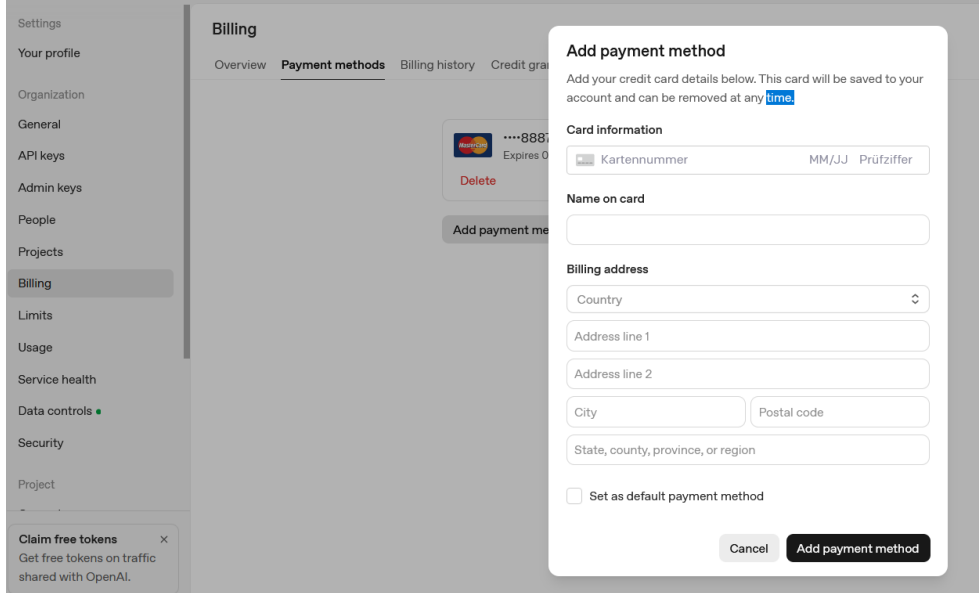 Settings
Your profile
Organization
General
API keys
Admin keys
People
Projects
Billing
Limits
Usage
Service health
Data controls
Security
Project
Claim free tokens
Get free tokens on traffic
shared with OpenAI.
Billing
Overview Payment methods Billing history Credit gra
MasterCard ••••8887
Expires 0
Delete
Add payment me
Add payment method
Add your credit card details below. This card will be saved to your
account and can be removed at any time.
Card information
Kartennummer MM/JJ Prüfziffer
Name on card
Billing address
Country
Address line 1
Address line 2
City Postal code
State, county, province, or region
Set as default payment method
Cancel Add payment method